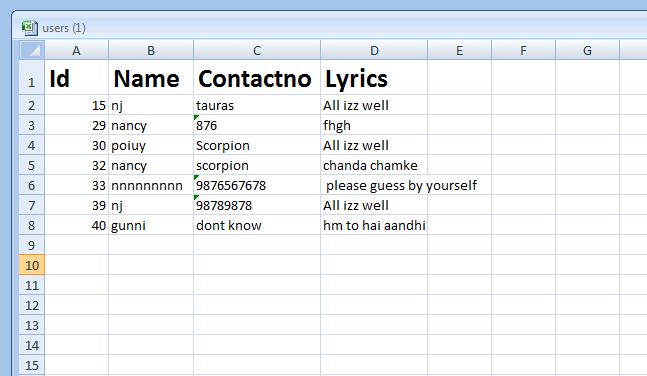 users (1)
A B C D E F G
1 Id Name Contactno Lyrics
2 15 nj tauras All izz well
3 29 nancy 876 fhgh
4 30 poiuy Scorpion All izz well
5 32 nancy scorpion chanda chamke
6 33 nnnnnnnnn 9876567678 please guess by yourself
7 39 nj 98789878 All izz well
8 40 gunni dont know hm to hai aandhi
9
10
11
12
13
14
15